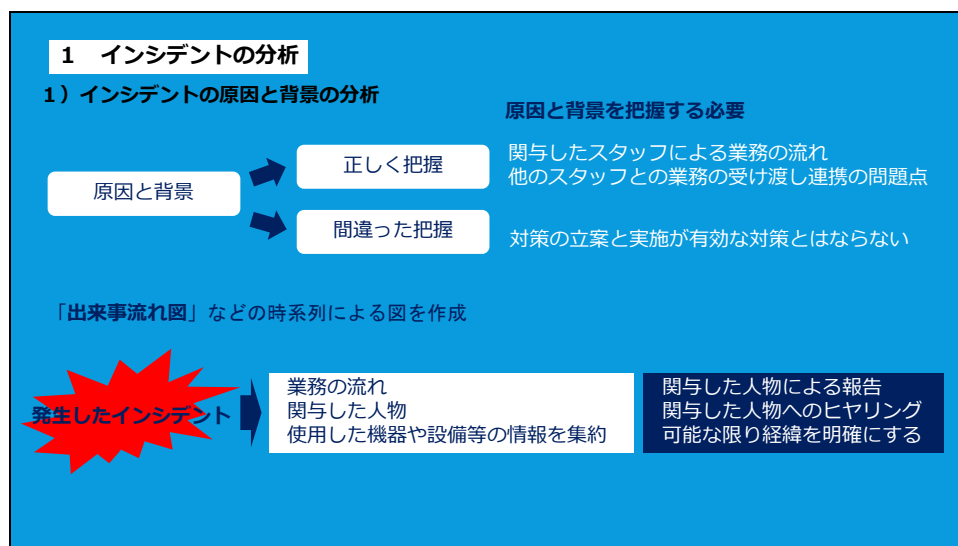 1　インシデントの分析
１）インシデントの原因と背景の分析
原因と背景を把握する必要
原因と背景
正しく把握
関与したスタッフによる業務の流れ
他のスタッフとの業務の受け渡し連携の問題点
間違った把握
対策の立案と実施が有効な対策とはならない
「出来事流れ図」などの時系列による図を作成
発生したインシデント
業務の流れ
関与した人物
使用した機器や設備等の情報を集約
関与した人物による報告
関与した人物へのヒヤリング
可能な限り経緯を明確にする